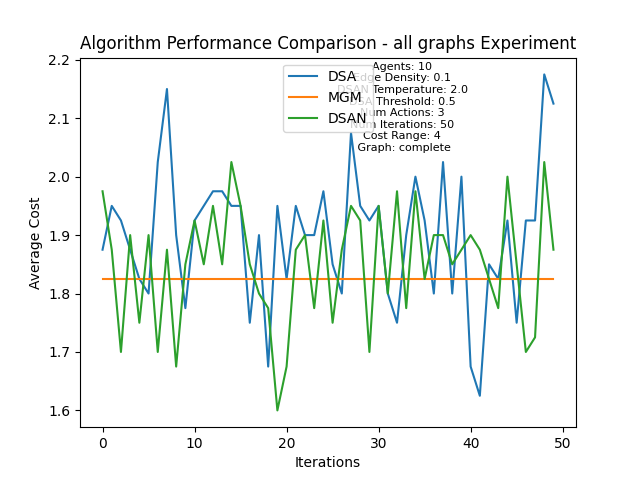 Algorithm Performance Comparison - all graphs Experiment
2.2
2.1
2.0
1.9
1.8
1.7
1.6
Average Cost
0
10
20
30
40
50
Iterations
DSA
MGM
DSAN
Agents: 10
Edge Density: 0.1
DSAN Temperature: 2.0
DSA Threshold: 0.5
Num Actions: 3
Num Iterations: 50
Cost Range: 4
Graph: complete